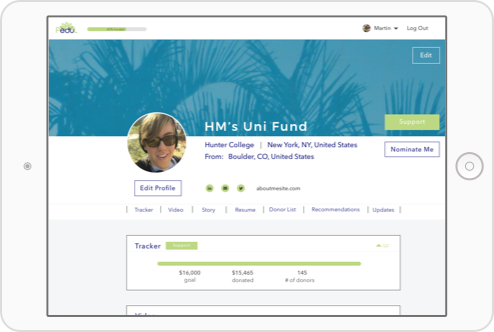 edu
Martin
Log Out
Edit
HM's Uni Fund
Support
Hunter College | New York, NY, United States
From: Boulder, CO, United States
Nominate Me
Edit Profile
aboutmesite.com
| Tracker | Video | Story | Resume | Donor List | Recommendations | Updates |
Tracker
Support
$16,000 $15,465 145
goal donated # of donors